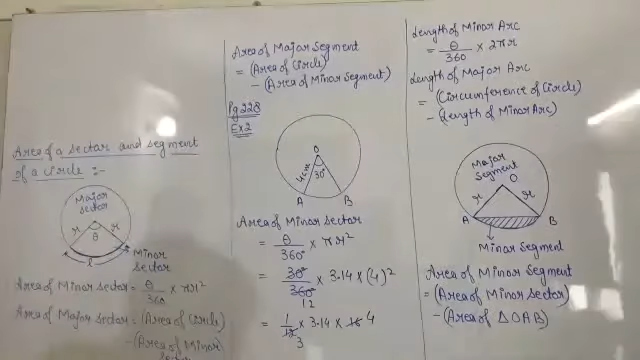 Area of a sector and segment
of a circle :-
Major
sector
r
r
θ
Minor
sector
Area of Minor sector = θ/360 × πr²
Area of Major sector = (Area of Circle)
- (Area of Minor
Area of Major Segment
= (Area of Circle)
- (Area of Minor Segment)
Pg 228
Ex 2
O
4cm
30°
A
B
Area of Minor sector
= θ/360° × πr²
= 30°/360° × 3.14 × (4)²
12
= 1/12 × 3.14 × 16 4
3
Length of Minor Arc
= θ/360 × 2πr
Length of Major Arc
= (Circumference of Circle)
- (Length of Minor Arc)
Major
Segment
O
r
r
A
B
Minor Segment
Area of Minor Segment
= (Area of Minor Sector)
- (Area of △OAB)